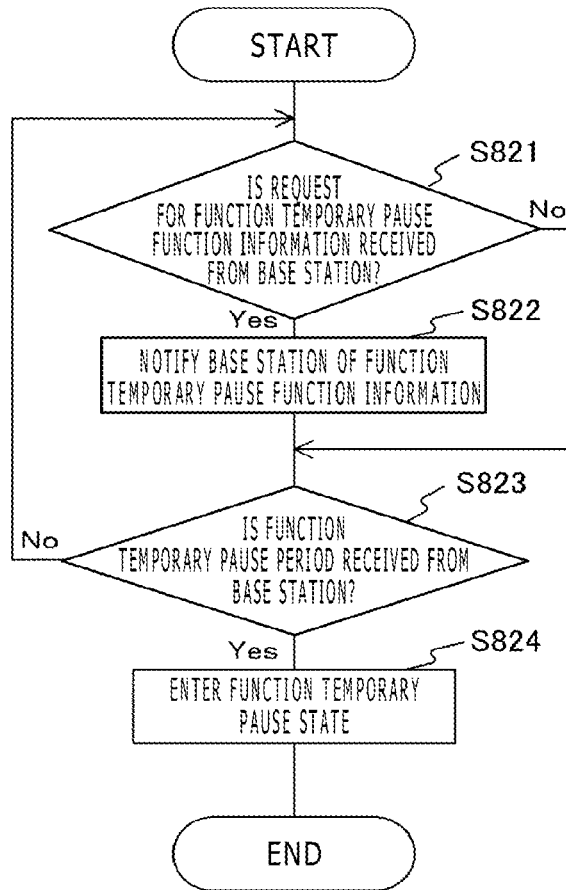 START
S821
IS REQUEST
FOR FUNCTION TEMPORARY PAUSE
FUNCTION INFORMATION RECEIVED
FROM BASE STATION?
No
Yes
S822
NOTIFY BASE STATION OF FUNCTION
TEMPORARY PAUSE FUNCTION INFORMATION
S823
IS FUNCTION
TEMPORARY PAUSE PERIOD RECEIVED FROM
BASE STATION?
No
Yes
S824
ENTER FUNCTION TEMPORARY
PAUSE STATE
END